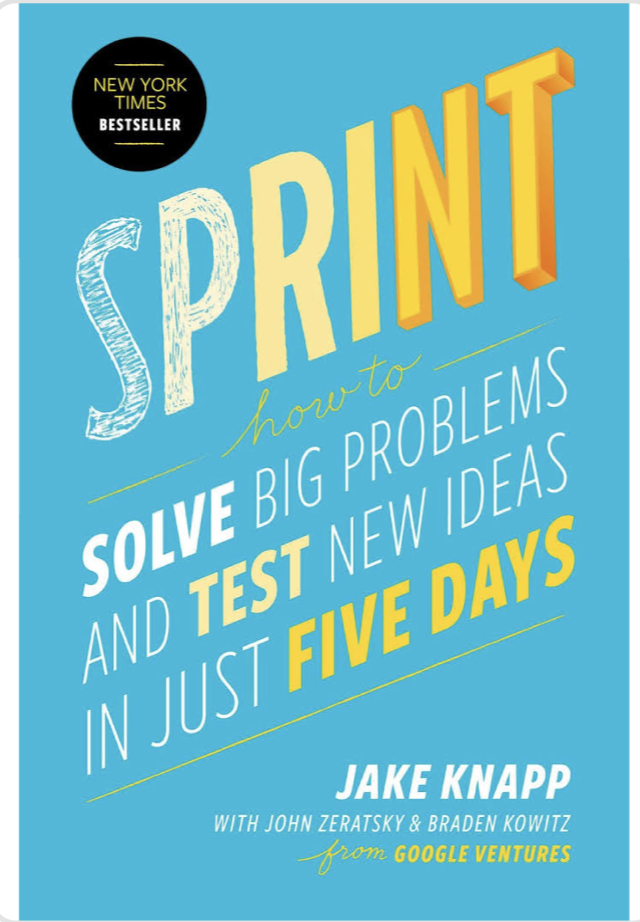 NEW YORK
TIMES
BESTSELLER
SPRINT
how to
SOLVE BIG PROBLEMS
AND TEST NEW IDEAS
IN JUST FIVE DAYS
JAKE KNAPP
WITH JOHN ZERATSKY & BRADEN KOWITZ
from GOOGLE VENTURES